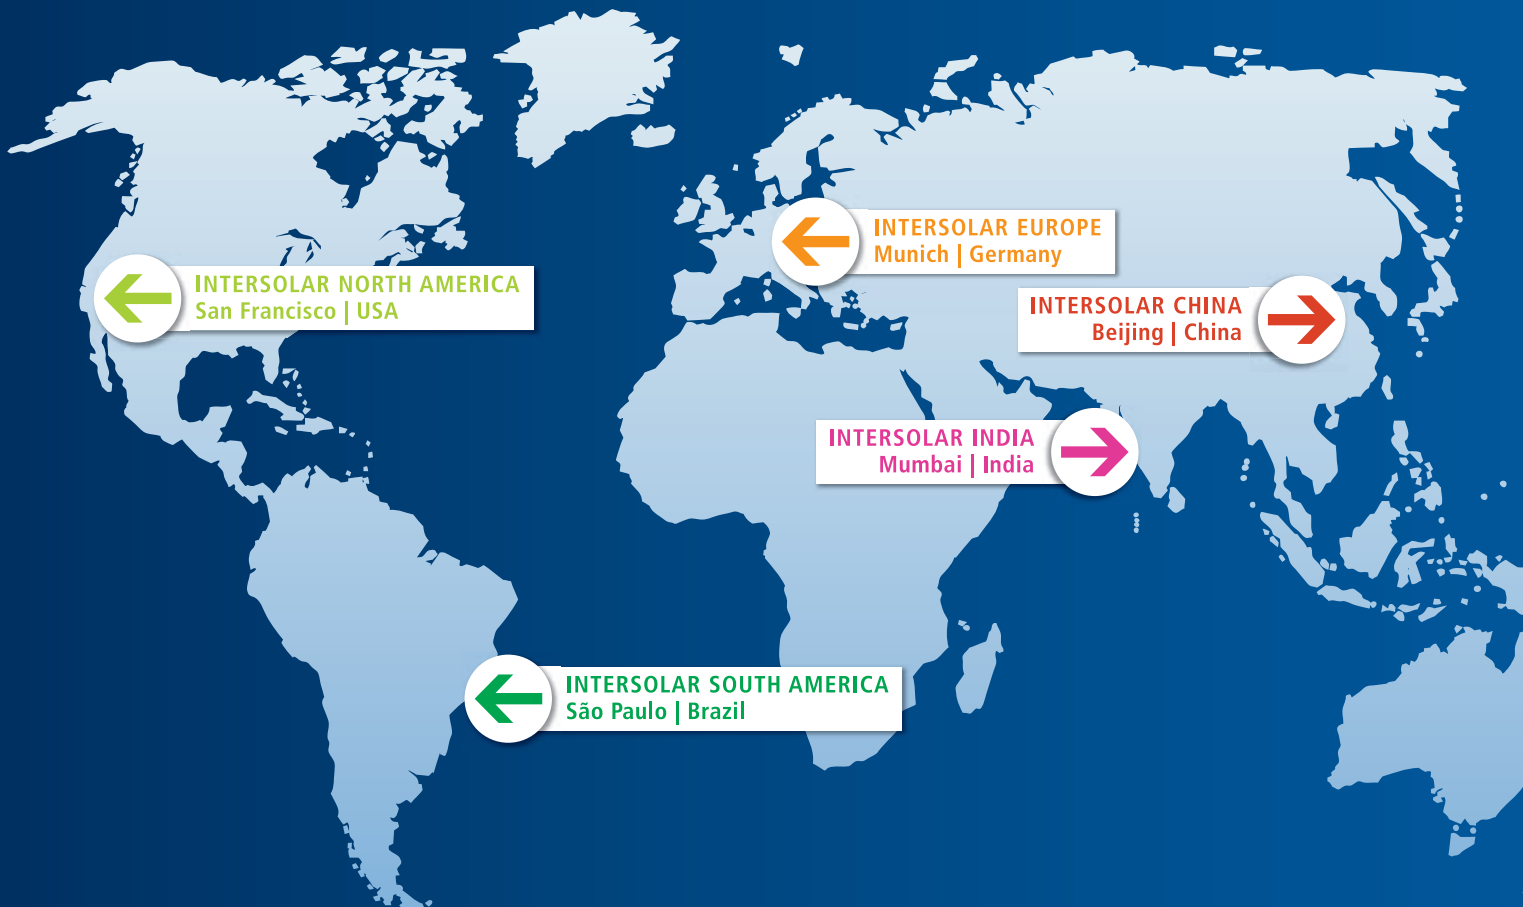 INTERSOLAR EUROPE
Munich | Germany
INTERSOLAR NORTH AMERICA
San Francisco | USA
INTERSOLAR CHINA
Beijing | China
INTERSOLAR INDIA
Mumbai | India
INTERSOLAR SOUTH AMERICA
São Paulo | Brazil